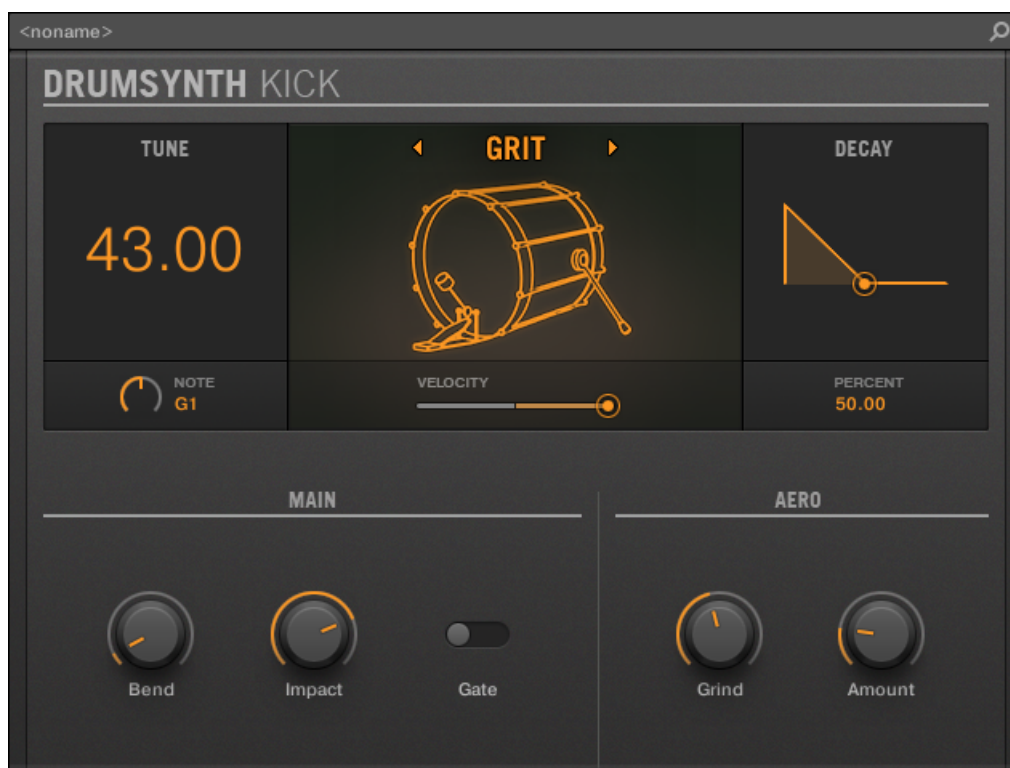 <noname>
DRUMSYNTH KICK
TUNE
GRIT
DECAY
43.00
NOTE
G1
VELOCITY
PERCENT
50.00
MAIN
AERO
Bend
Impact
Gate
Grind
Amount